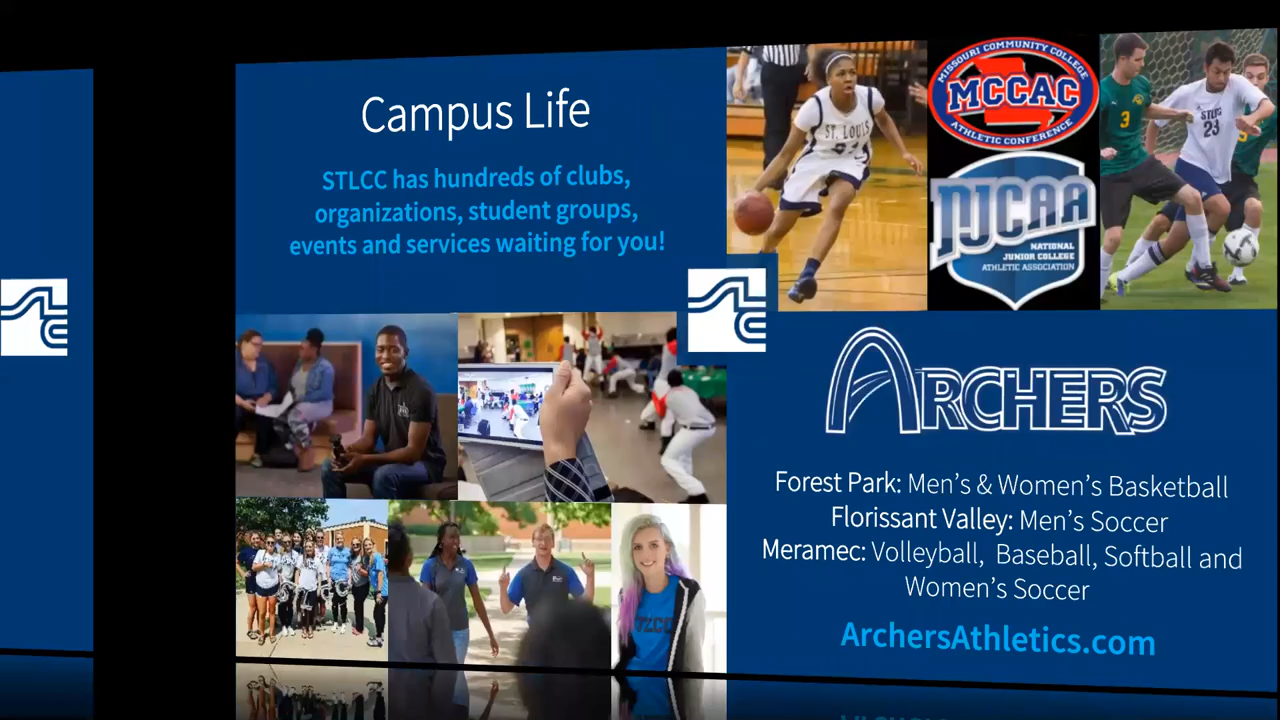 Campus Life
STLCC has hundreds of clubs,
organizations, student groups,
events and services waiting for you!
ST. LOUIS
MISSOURI COMMUNITY COLLEGE
MCCAC
ATHLETIC CONFERENCE
NJCAA
NATIONAL
JUNIOR COLLEGE
ATHLETIC ASSOCIATION
3
STLCC
23
STLCC
ARCHERS
Forest Park: Men's & Women's Basketball
Florissant Valley: Men's Soccer
Meramec: Volleyball, Baseball, Softball and
Women's Soccer
ArchersAthletics.com